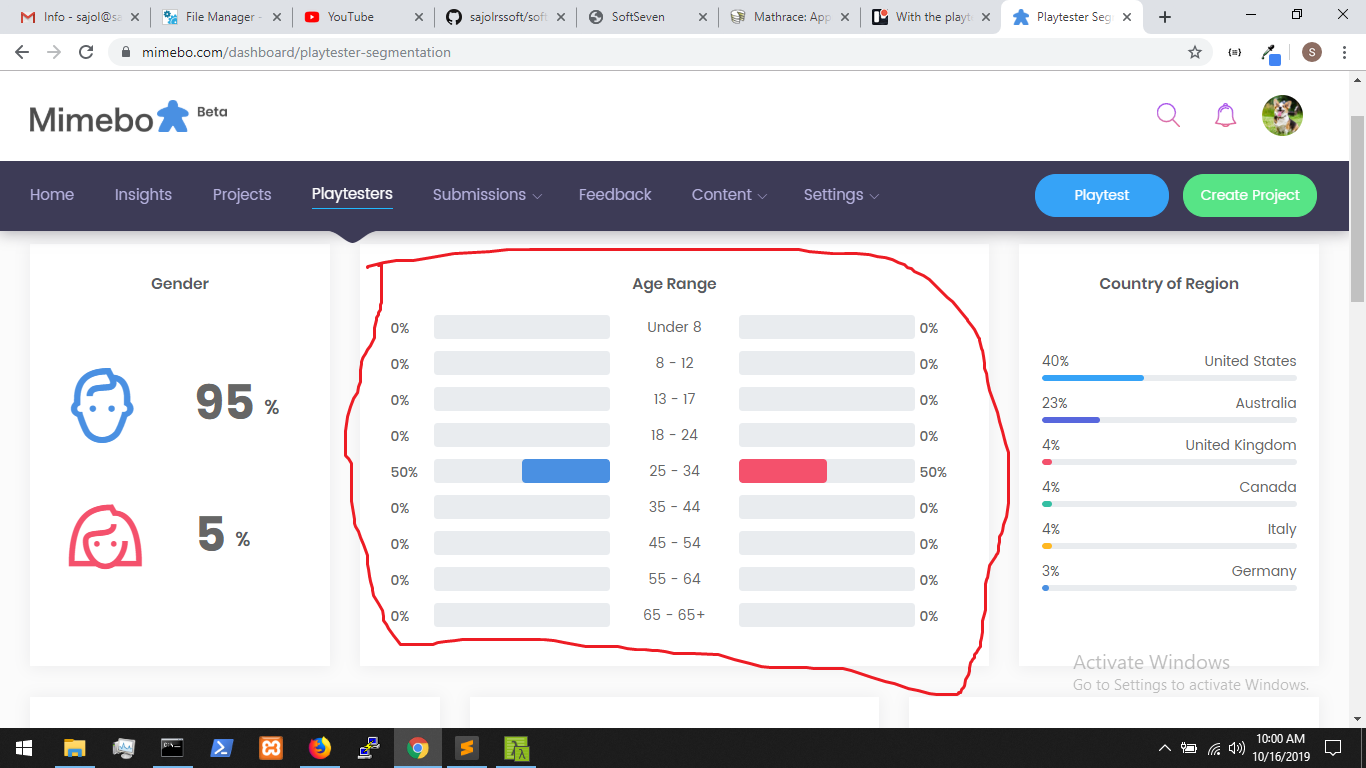 Info - sajol@sa
File Manager -
YouTube
sajolrssoft/soft
SoftSeven
Mathrace: App
With the playt
Playtester Seg
mimebo.com/dashboard/playtester-segmentation
S
Mimebo Beta
Home Insights Projects Playtesters Submissions Feedback Content Settings Playtest Create Project
Gender
95 %
5 %
Age Range
0% Under 8 0%
0% 8 - 12 0%
0% 13 - 17 0%
0% 18 - 24 0%
50% 25 - 34 50%
0% 35 - 44 0%
0% 45 - 54 0%
0% 55 - 64 0%
0% 65 - 65+ 0%
Country of Region
40% United States
23% Australia
4% United Kingdom
4% Canada
4% Italy
3% Germany
Activate Windows
Go to Settings to activate Windows.
10:00 AM
10/16/2019